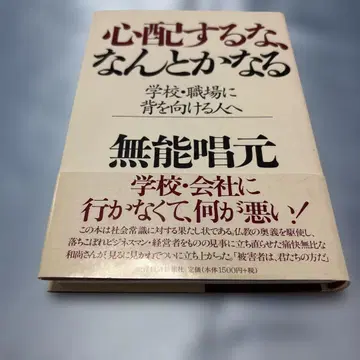 心配するな、
なんとかなる
学校・職場に
背を向ける人へ
無能唱元
学校・会社に
行かなくて、何が悪い!
この本は社会常識に対する果たし状である。仏教の奥義を駆使し、
落ちこぼれビジネスマン・経営者をものの見事に立ち直らせた痛快無比な
和尚さんが、見るに見かねてついに立ち上がった。「被害者は、君たちの方だ」
定価(本体1500円+税)